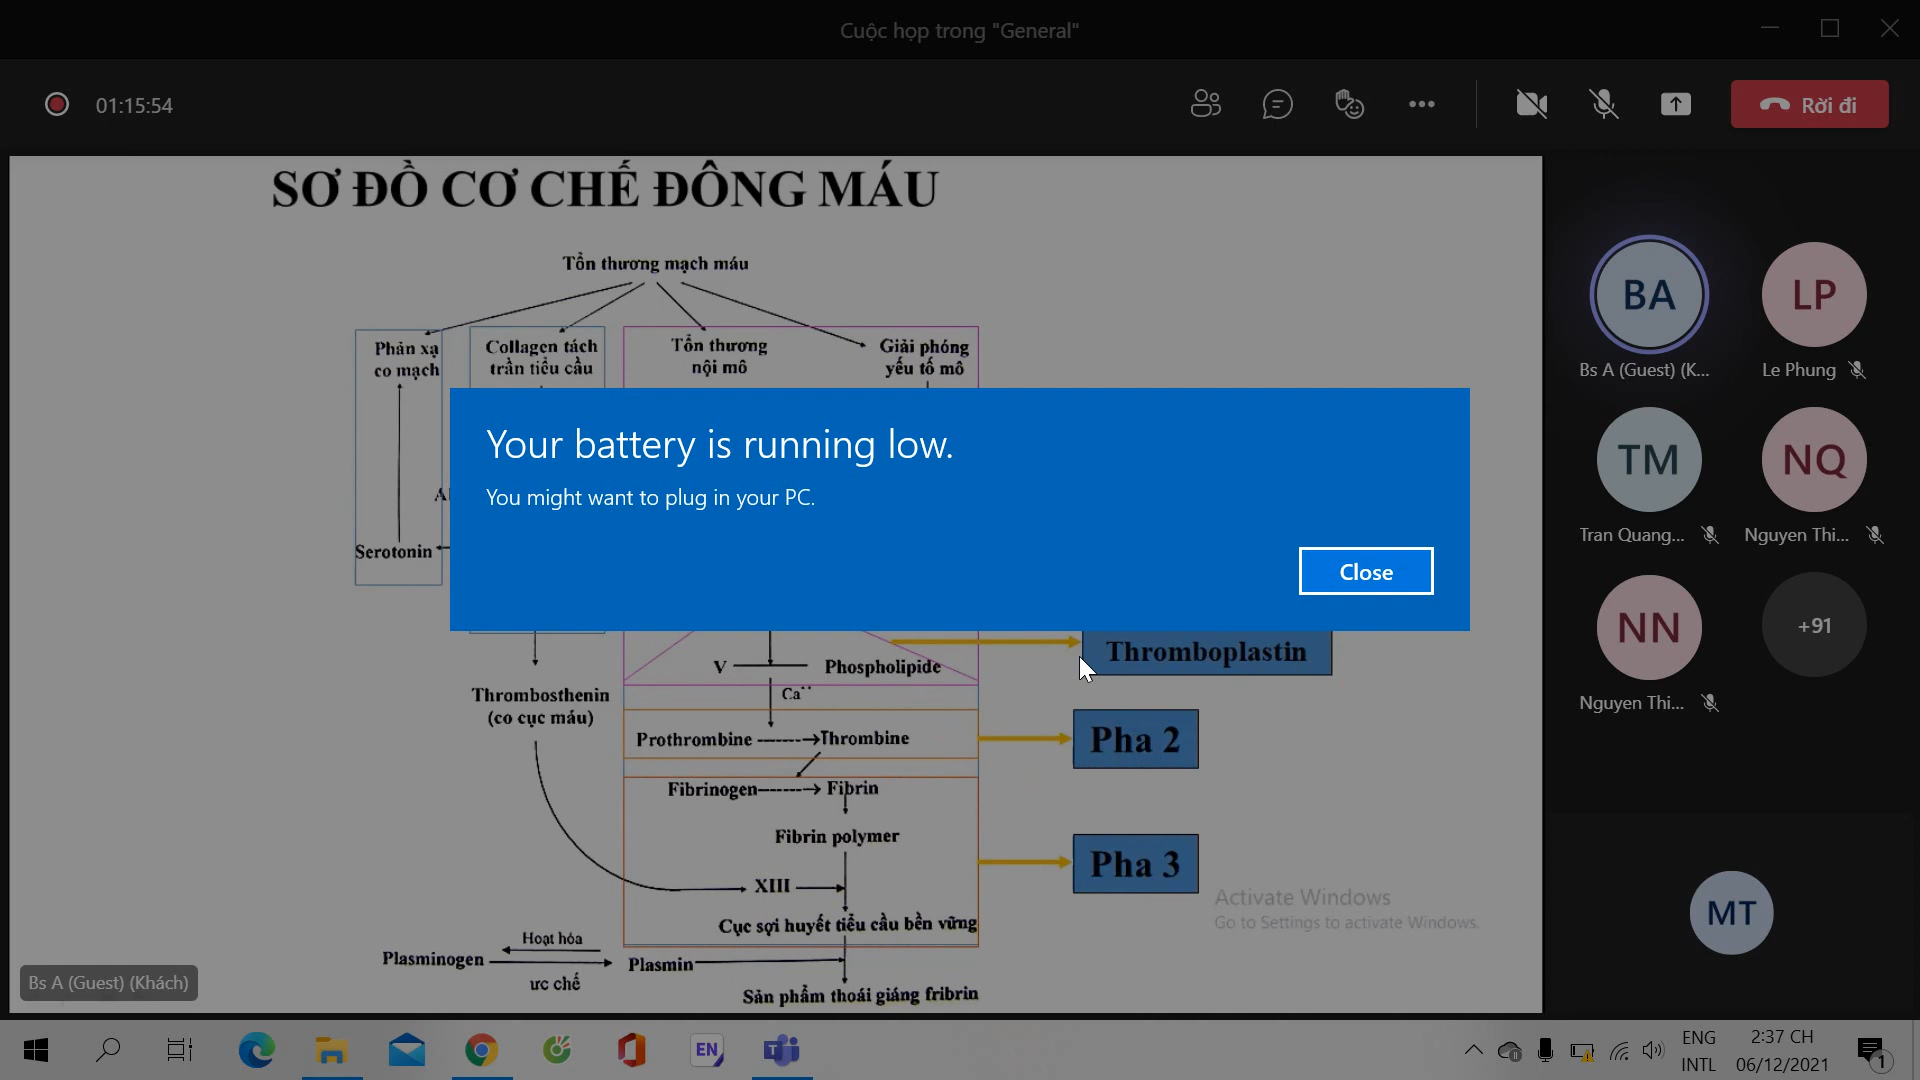 Cuộc họp trong "General"
01:15:54
Rời đi
SƠ ĐỒ CƠ CHẾ ĐÔNG MÁU
Tổn thương mạch máu
Phản xạ
co mạch
Collagen tách
trần tiểu cầu
Tổn thương
nội mô
Giải phóng
yếu tố mô
Your battery is running low.
You might want to plug in your PC.
Close
Serotonin
V
Phospholipide
Ca++
Thromboplastin
Thrombosthenin
(co cục máu)
Prothrombine
Thrombine
Pha 2
Fibrinogen
Fibrin
Fibrin polymer
XIII
Pha 3
Cục sợi huyết tiểu cầu bền vững
Hoạt hóa
Plasminogen
Plasmin
ưc chế
Sản phẩm thoái giáng fribrin
Activate Windows
Go to Settings to activate Windows.
Bs A (Guest) (Khách)
BA
LP
Bs A (Guest) (K...
Le Phung
TM
NQ
Tran Quang...
Nguyen Thi...
NN
+91
Nguyen Thi...
MT
EN
T
ENG
INTL
2:37 CH
06/12/2021
1